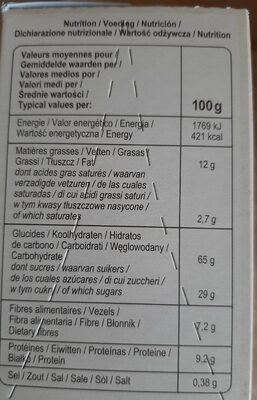 Nutrition / Voeding / Nutrición /
Dichiarazione nutrizionale / Wartość odżywcza / Nutrition
Valeurs moyennes pour /
Gemiddelde waarden per /
Valores medios por /
Valori medi per /
Średnie wartości /
Typical values per:
100 g
Energie / Valor energético / Energia /
Wartość energetyczna / Energy
1769 kJ
421 kcal
Matières grasses / Vetten / Grasas /
Grassi / Tłuszcz / Fat
12 g
dont acides gras saturés / waarvan
verzadigde vetzuren / de las cuales
saturadas / di cui acidi grassi saturi /
w tym kwasy tłuszczowe nasycone /
of which saturates
2,7 g
Glucides / Koolhydraten / Hidratos
de carbono / Carboidrati / Węglowodany /
Carbohydrate
65 g
dont sucres / waarvan suikers /
de los cuales azúcares / di cui zuccheri /
w tym cukry / of which sugars
29 g
Fibres alimentaires / Vezels /
Fibra alimentaria / Fibre / Błonnik /
Dietary fibres
7,2 g
Protéines / Eiwitten / Proteínas / Proteine /
Białko / Protein
9,2 g
Sel / Zout / Sal / Sale / Sól / Salt
0,38 g